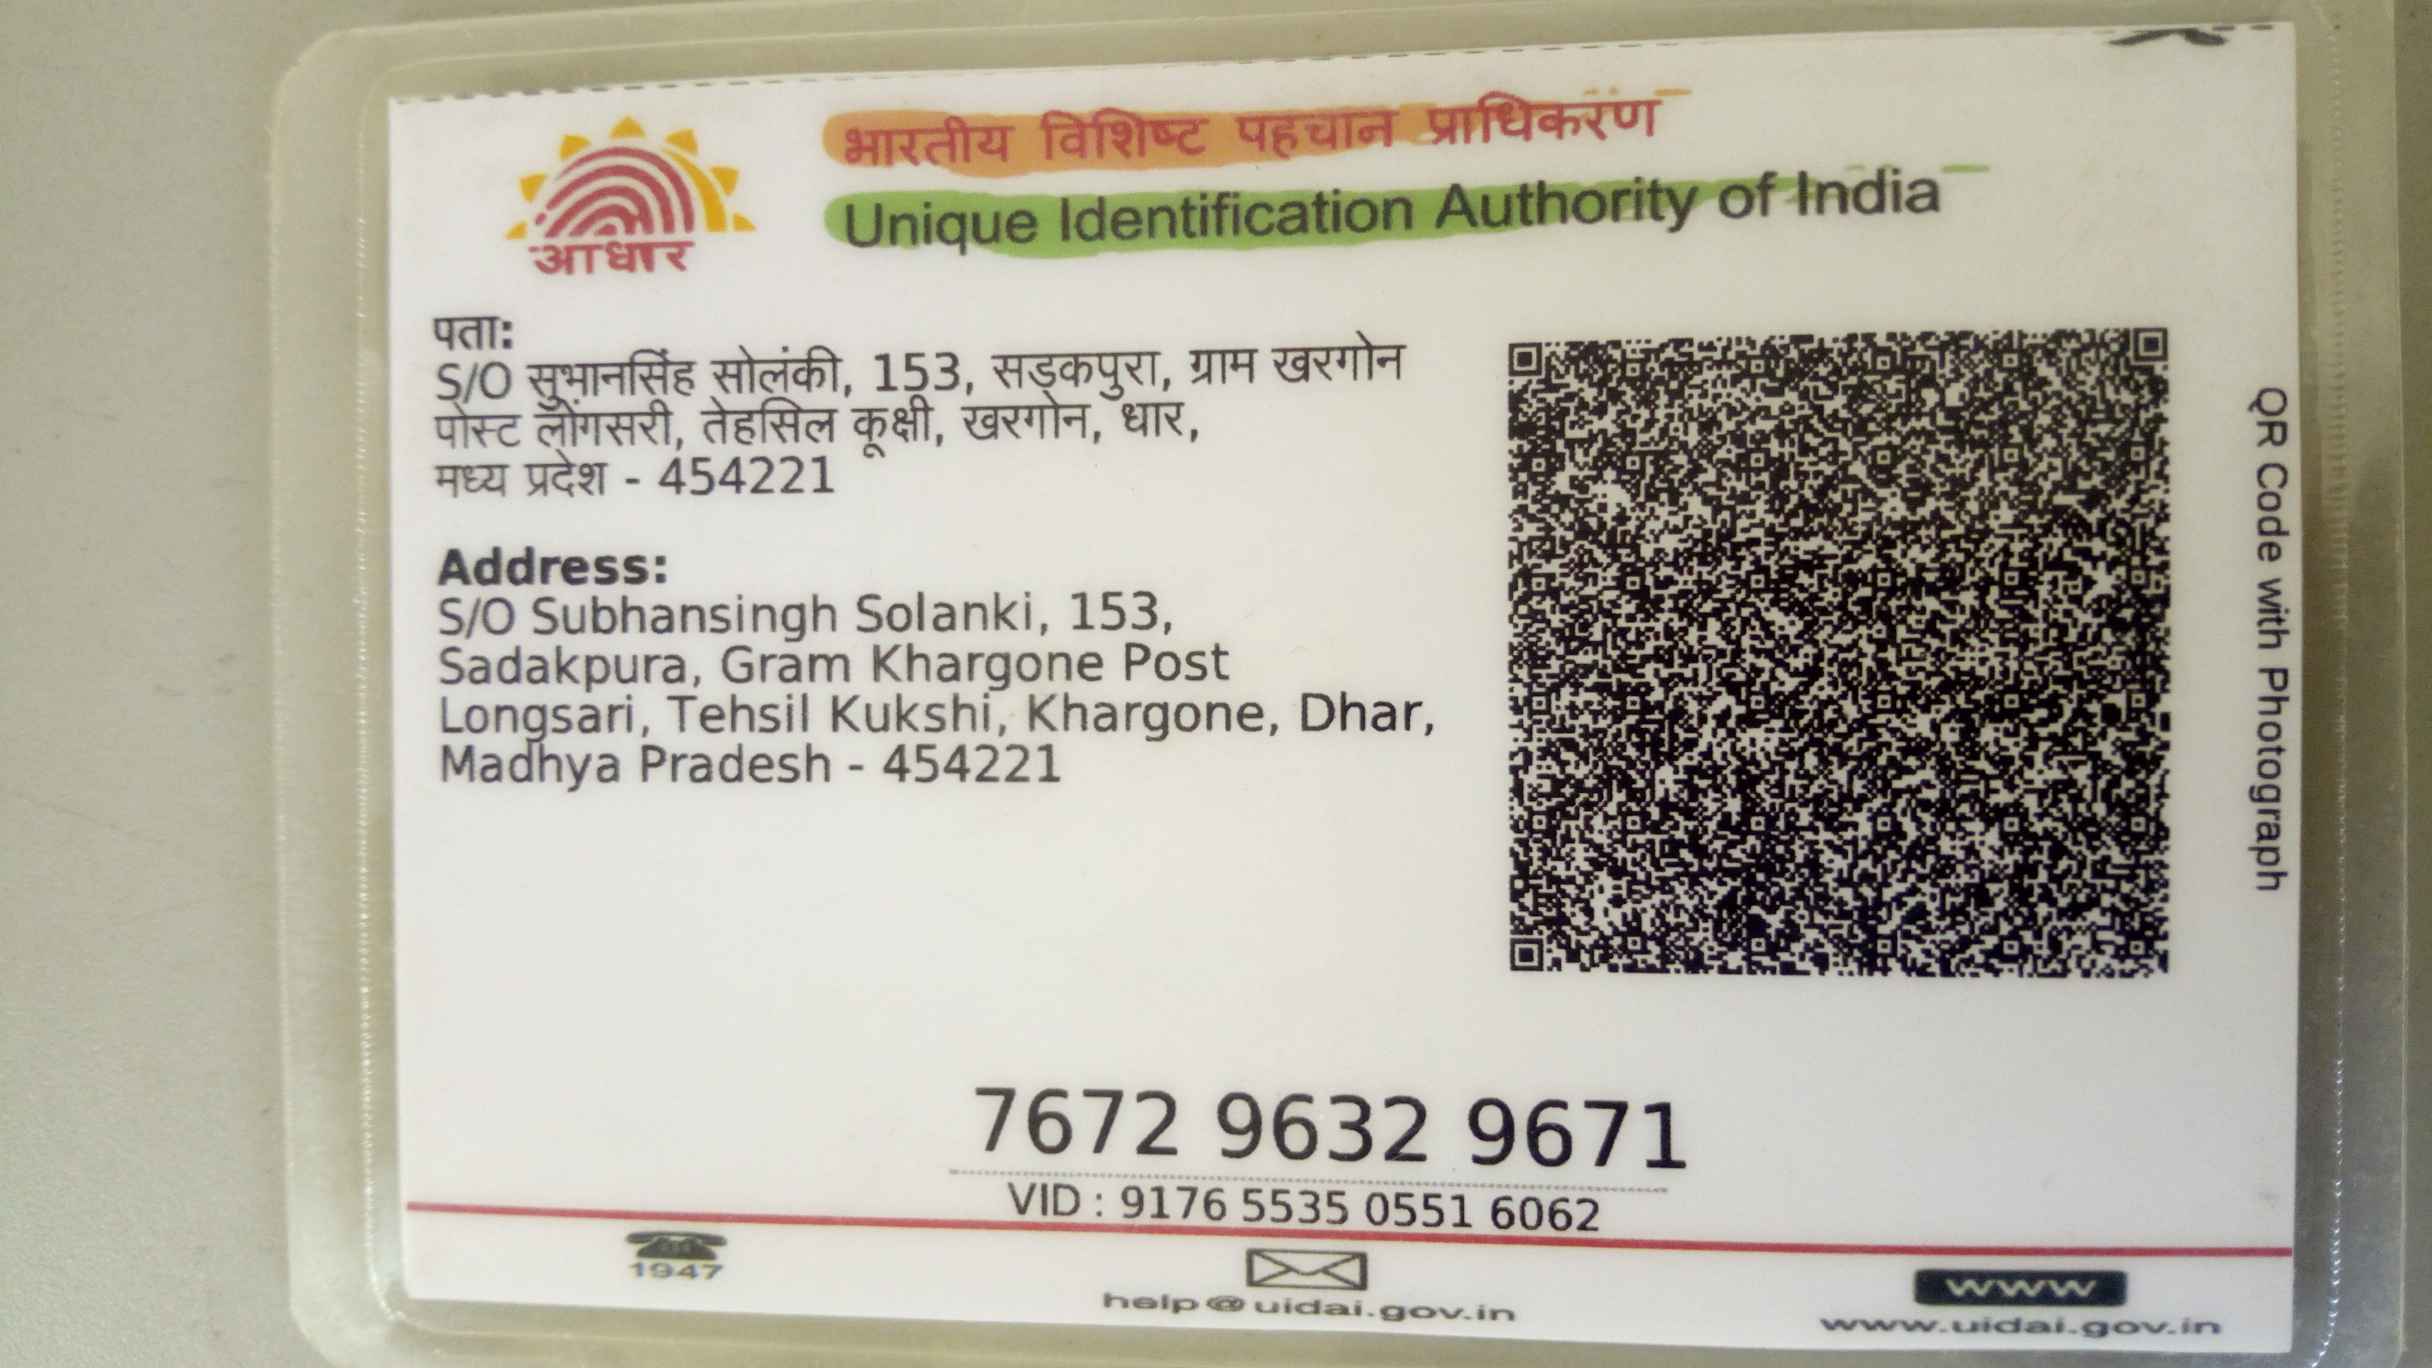 भारतीय विशिष्ट पहचान प्राधिकरण
Unique Identification Authority of India
आधार
पता:
S/O सुभानसिंह सोलंकी, 153, सड़कपुरा, ग्राम खरगोन
पोस्ट लोंगसरी, तेहसिल कूक्षी, खरगोन, धार,
मध्य प्रदेश - 454221
Address:
S/O Subhansingh Solanki, 153,
Sadakpura, Gram Khargone Post
Longsari, Tehsil Kukshi, Khargone, Dhar,
Madhya Pradesh - 454221
QR Code with Photograph
7672 9632 9671
VID : 9176 5535 0551 6062
1947
help@uidai.gov.in
www
www.uidai.gov.in